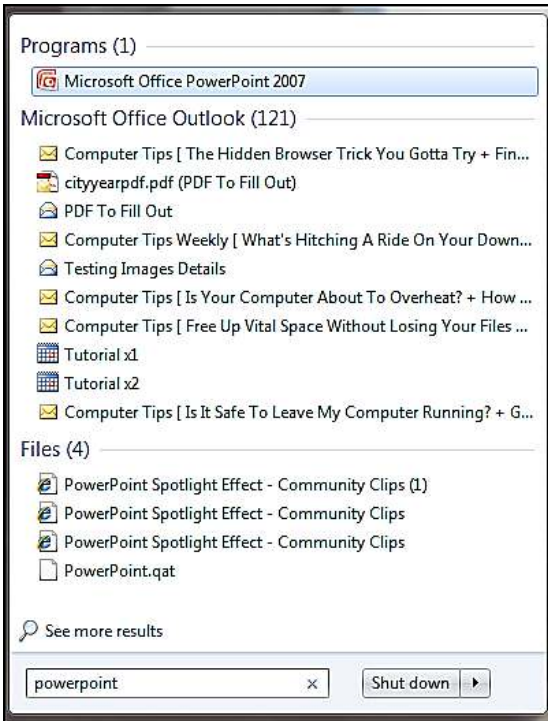 Programs (1)
Microsoft Office PowerPoint 2007
Microsoft Office Outlook (121)
Computer Tips [ The Hidden Browser Trick You Gotta Try + Fin...
cityyearpdf.pdf (PDF To Fill Out)
PDF To Fill Out
Computer Tips Weekly [ What's Hitching A Ride On Your Down...
Testing Images Details
Computer Tips [ Is Your Computer About To Overheat? + How ...
Computer Tips [ Free Up Vital Space Without Losing Your Files ...
Tutorial x1
Tutorial x2
Computer Tips [ Is It Safe To Leave My Computer Running? + G...
Files (4)
PowerPoint Spotlight Effect - Community Clips (1)
PowerPoint Spotlight Effect - Community Clips
PowerPoint Spotlight Effect - Community Clips
PowerPoint.qat
See more results
powerpoint
Shut down